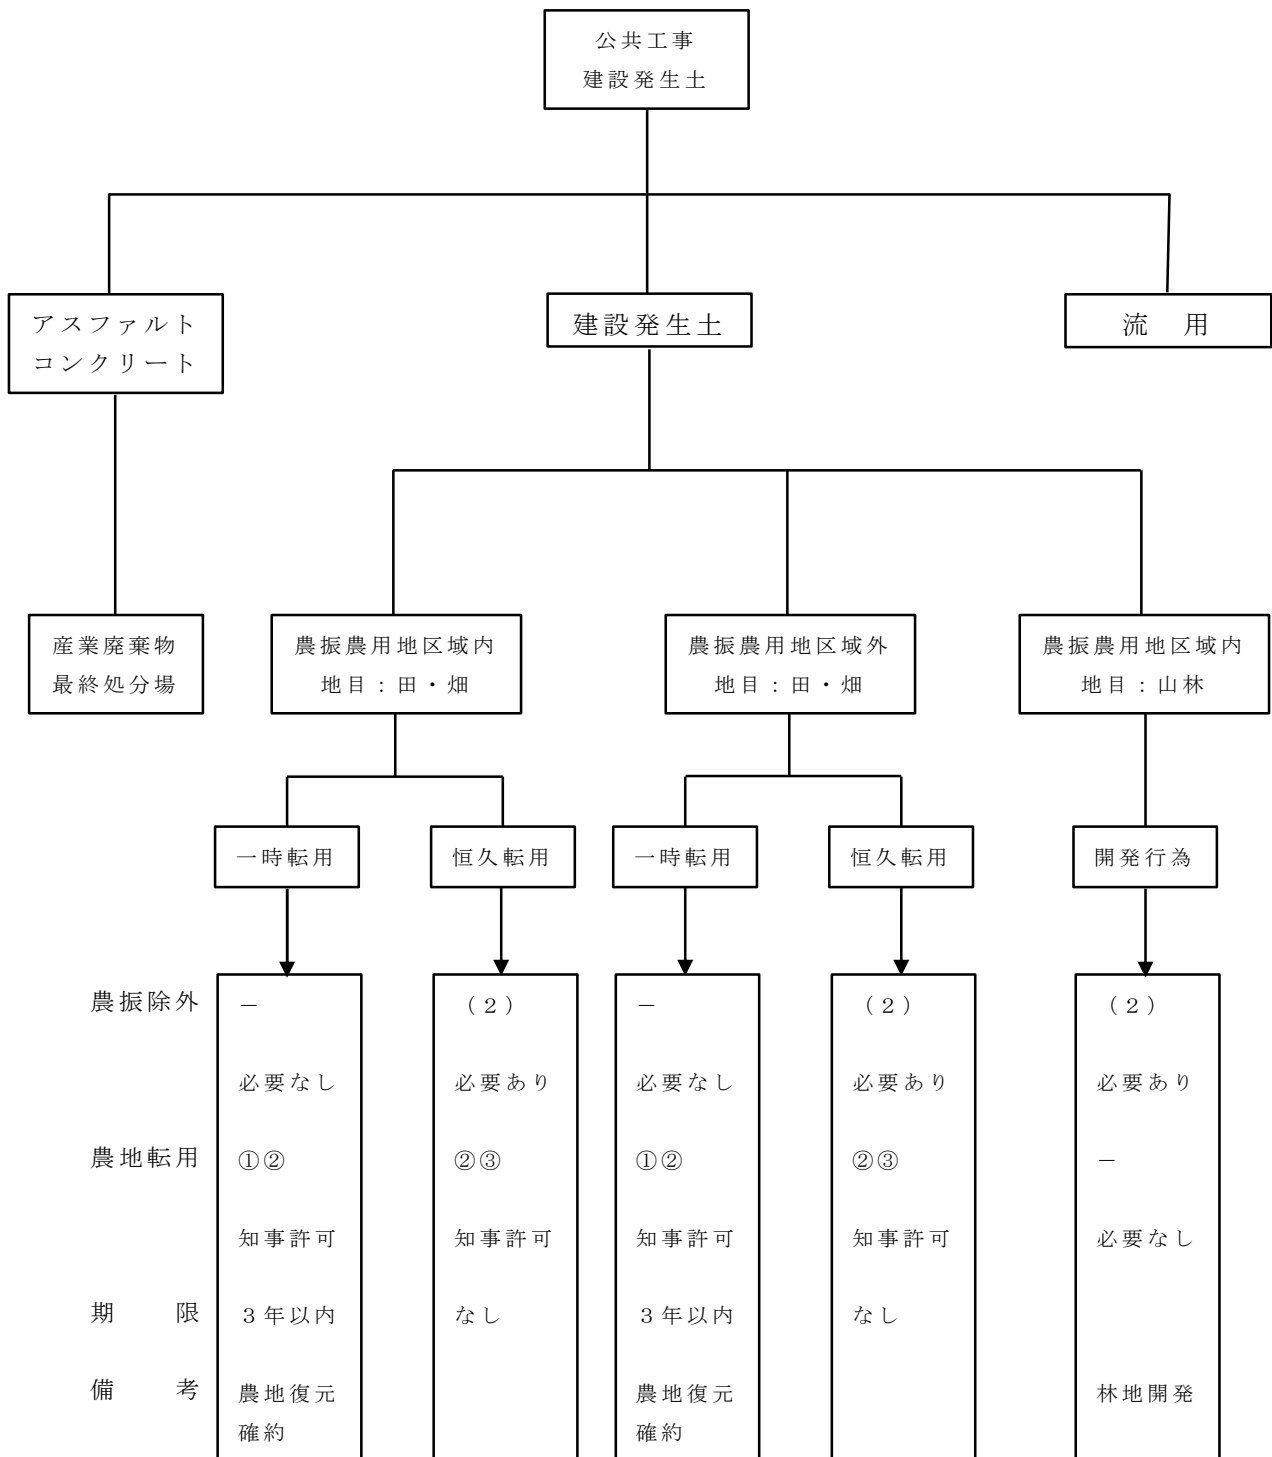 公共工事
建設発生土
アスファルト
コンクリート
建設発生土
流　用
産業廃棄物
最終処分場
農振農用地区域内
地目：田・畑
農振農用地区域外
地目：田・畑
農振農用地区域内
地目：山林
一時転用
恒久転用
一時転用
恒久転用
開発行為
農振除外 － （2） － （2） （2）
必要なし 必要あり 必要なし 必要あり 必要あり
農地転用 ①② ②③ ①② ②③ －
知事許可 知事許可 知事許可 知事許可 必要なし
期　限 3年以内 なし 3年以内 なし
備　考 農地復元 農地復元 林地開発
確約 確約